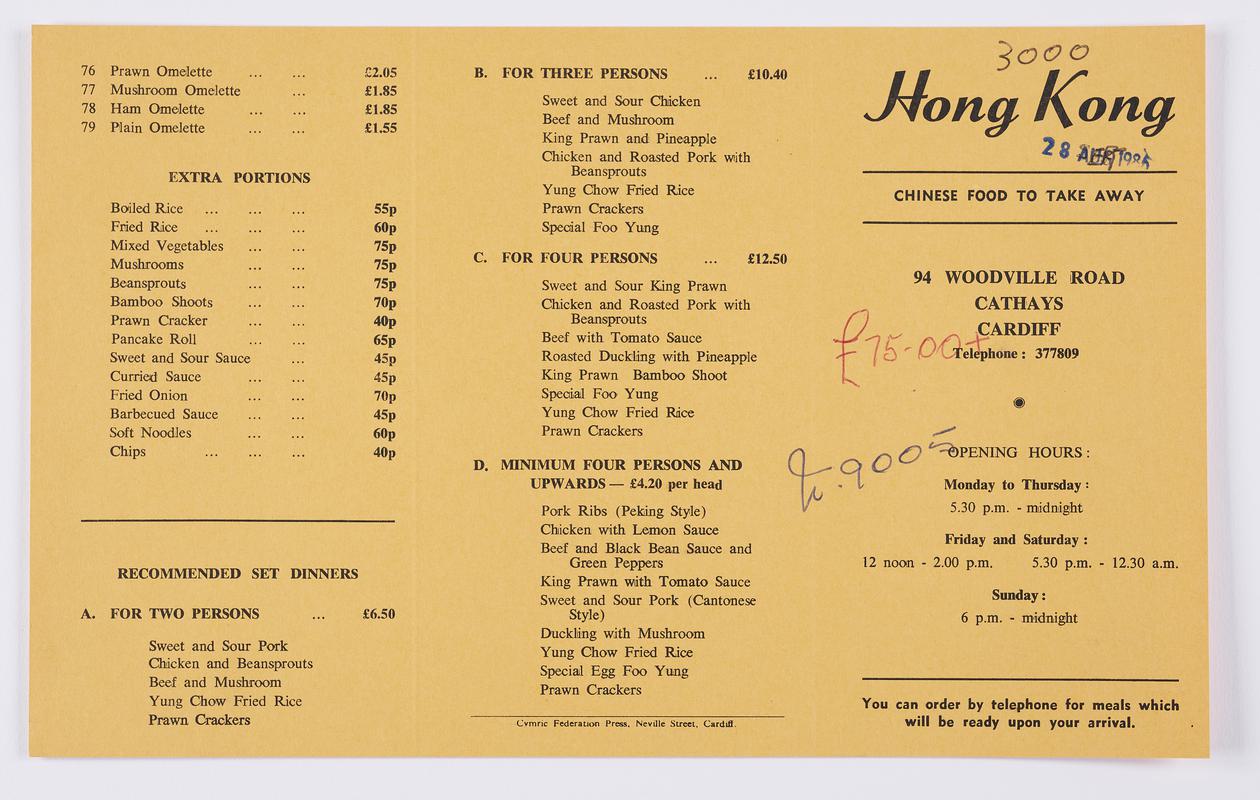 76 Prawn Omelette ... ... £2.05
77 Mushroom Omelette ... £1.85
78 Ham Omelette ... ... £1.85
79 Plain Omelette ... ... £1.55
EXTRA PORTIONS
Boiled Rice ... ... ... 55p
Fried Rice ... ... ... 60p
Mixed Vegetables ... ... 75p
Mushrooms ... ... 75p
Beansprouts ... ... 75p
Bamboo Shoots ... ... 70p
Prawn Cracker ... ... 40p
Pancake Roll ... ... 65p
Sweet and Sour Sauce ... 45p
Curried Sauce ... ... 45p
Fried Onion ... ... 70p
Barbecued Sauce ... ... 45p
Soft Noodles ... ... 60p
Chips ... ... ... 40p
RECOMMENDED SET DINNERS
A. FOR TWO PERSONS ... £6.50
Sweet and Sour Pork
Chicken and Beansprouts
Beef and Mushroom
Yung Chow Fried Rice
Prawn Crackers
B. FOR THREE PERSONS ... £10.40
Sweet and Sour Chicken
Beef and Mushroom
King Prawn and Pineapple
Chicken and Roasted Pork with
Beansprouts
Yung Chow Fried Rice
Prawn Crackers
Special Foo Yung
C. FOR FOUR PERSONS ... £12.50
Sweet and Sour King Prawn
Chicken and Roasted Pork with
Beansprouts
Beef with Tomato Sauce
Roasted Duckling with Pineapple
King Prawn Bamboo Shoot
Special Foo Yung
Yung Chow Fried Rice
Prawn Crackers
D. MINIMUM FOUR PERSONS AND
UPWARDS — £4.20 per head
Pork Ribs (Peking Style)
Chicken with Lemon Sauce
Beef and Black Bean Sauce and
Green Peppers
King Prawn with Tomato Sauce
Sweet and Sour Pork (Cantonese
Style)
Duckling with Mushroom
Yung Chow Fried Rice
Special Egg Foo Yung
Prawn Crackers
Cymric Federation Press, Neville Street, Cardiff.
3000
Hong Kong
28
CHINESE FOOD TO TAKE AWAY
94 WOODVILLE ROAD
CATHAYS
CARDIFF
£75-00+
Telephone : 377809
9005
OPENING HOURS :
Monday to Thursday :
5.30 p.m. - midnight
Friday and Saturday :
12 noon - 2.00 p.m. 5.30 p.m. - 12.30 a.m.
Sunday :
6 p.m. - midnight
You can order by telephone for meals which
will be ready upon your arrival.